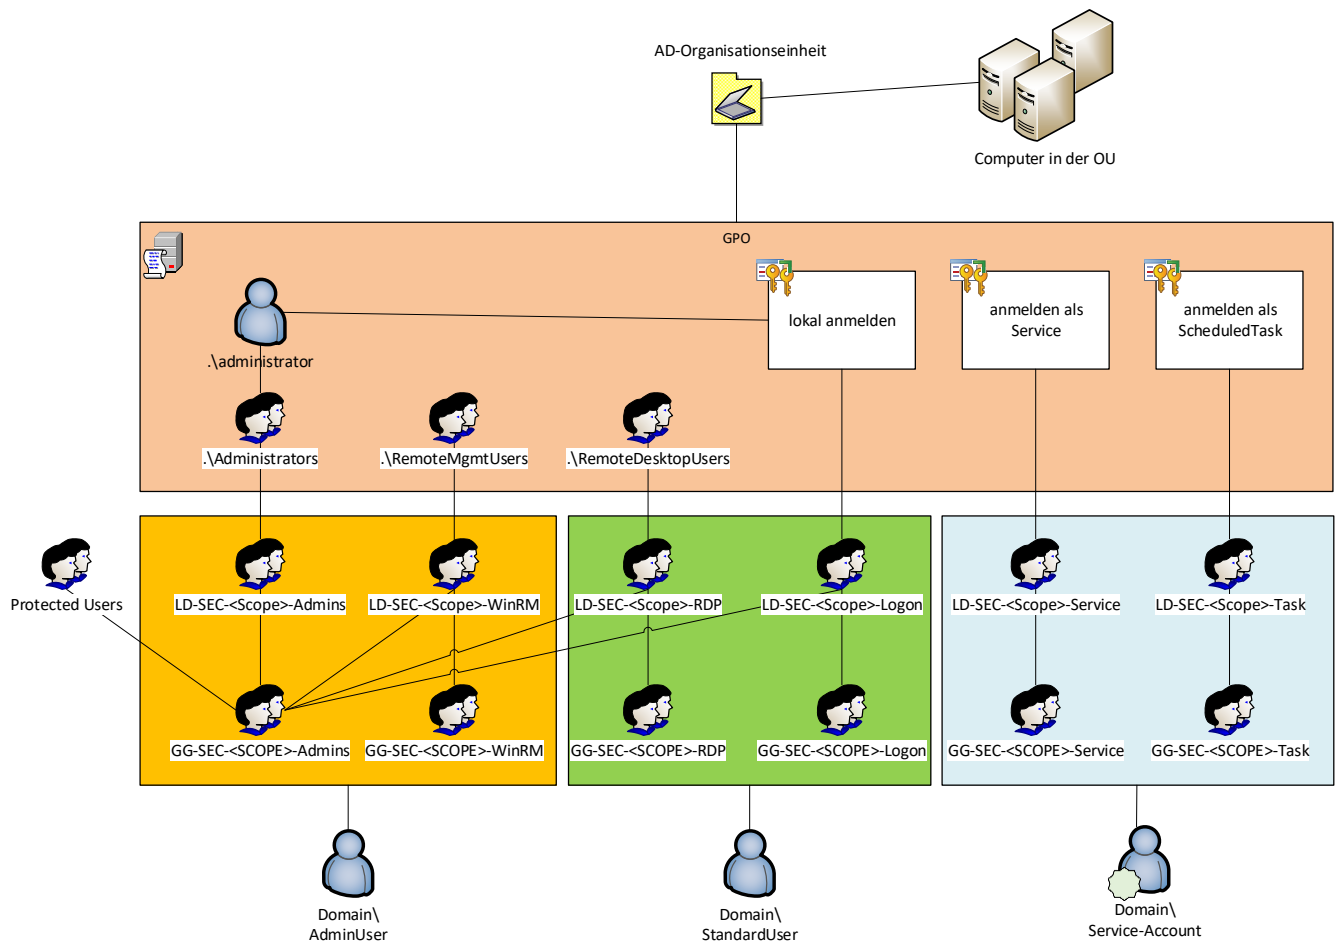 AD-Organisationseinheit
Computer in der OU
GPO
lokal anmelden
anmelden als
Service
anmelden als
ScheduledTask
.\administrator
.\Administrators
.\RemoteMgmtUsers
.\RemoteDesktopUsers
Protected Users
LD-SEC-<Scope>-Admins
LD-SEC-<Scope>-WinRM
LD-SEC-<Scope>-RDP
LD-SEC-<Scope>-Logon
LD-SEC-<Scope>-Service
LD-SEC-<Scope>-Task
GG-SEC-<SCOPE>-Admins
GG-SEC-<SCOPE>-WinRM
GG-SEC-<SCOPE>-RDP
GG-SEC-<SCOPE>-Logon
GG-SEC-<SCOPE>-Service
GG-SEC-<SCOPE>-Task
Domain\
AdminUser
Domain\
StandardUser
Domain\
Service-Account